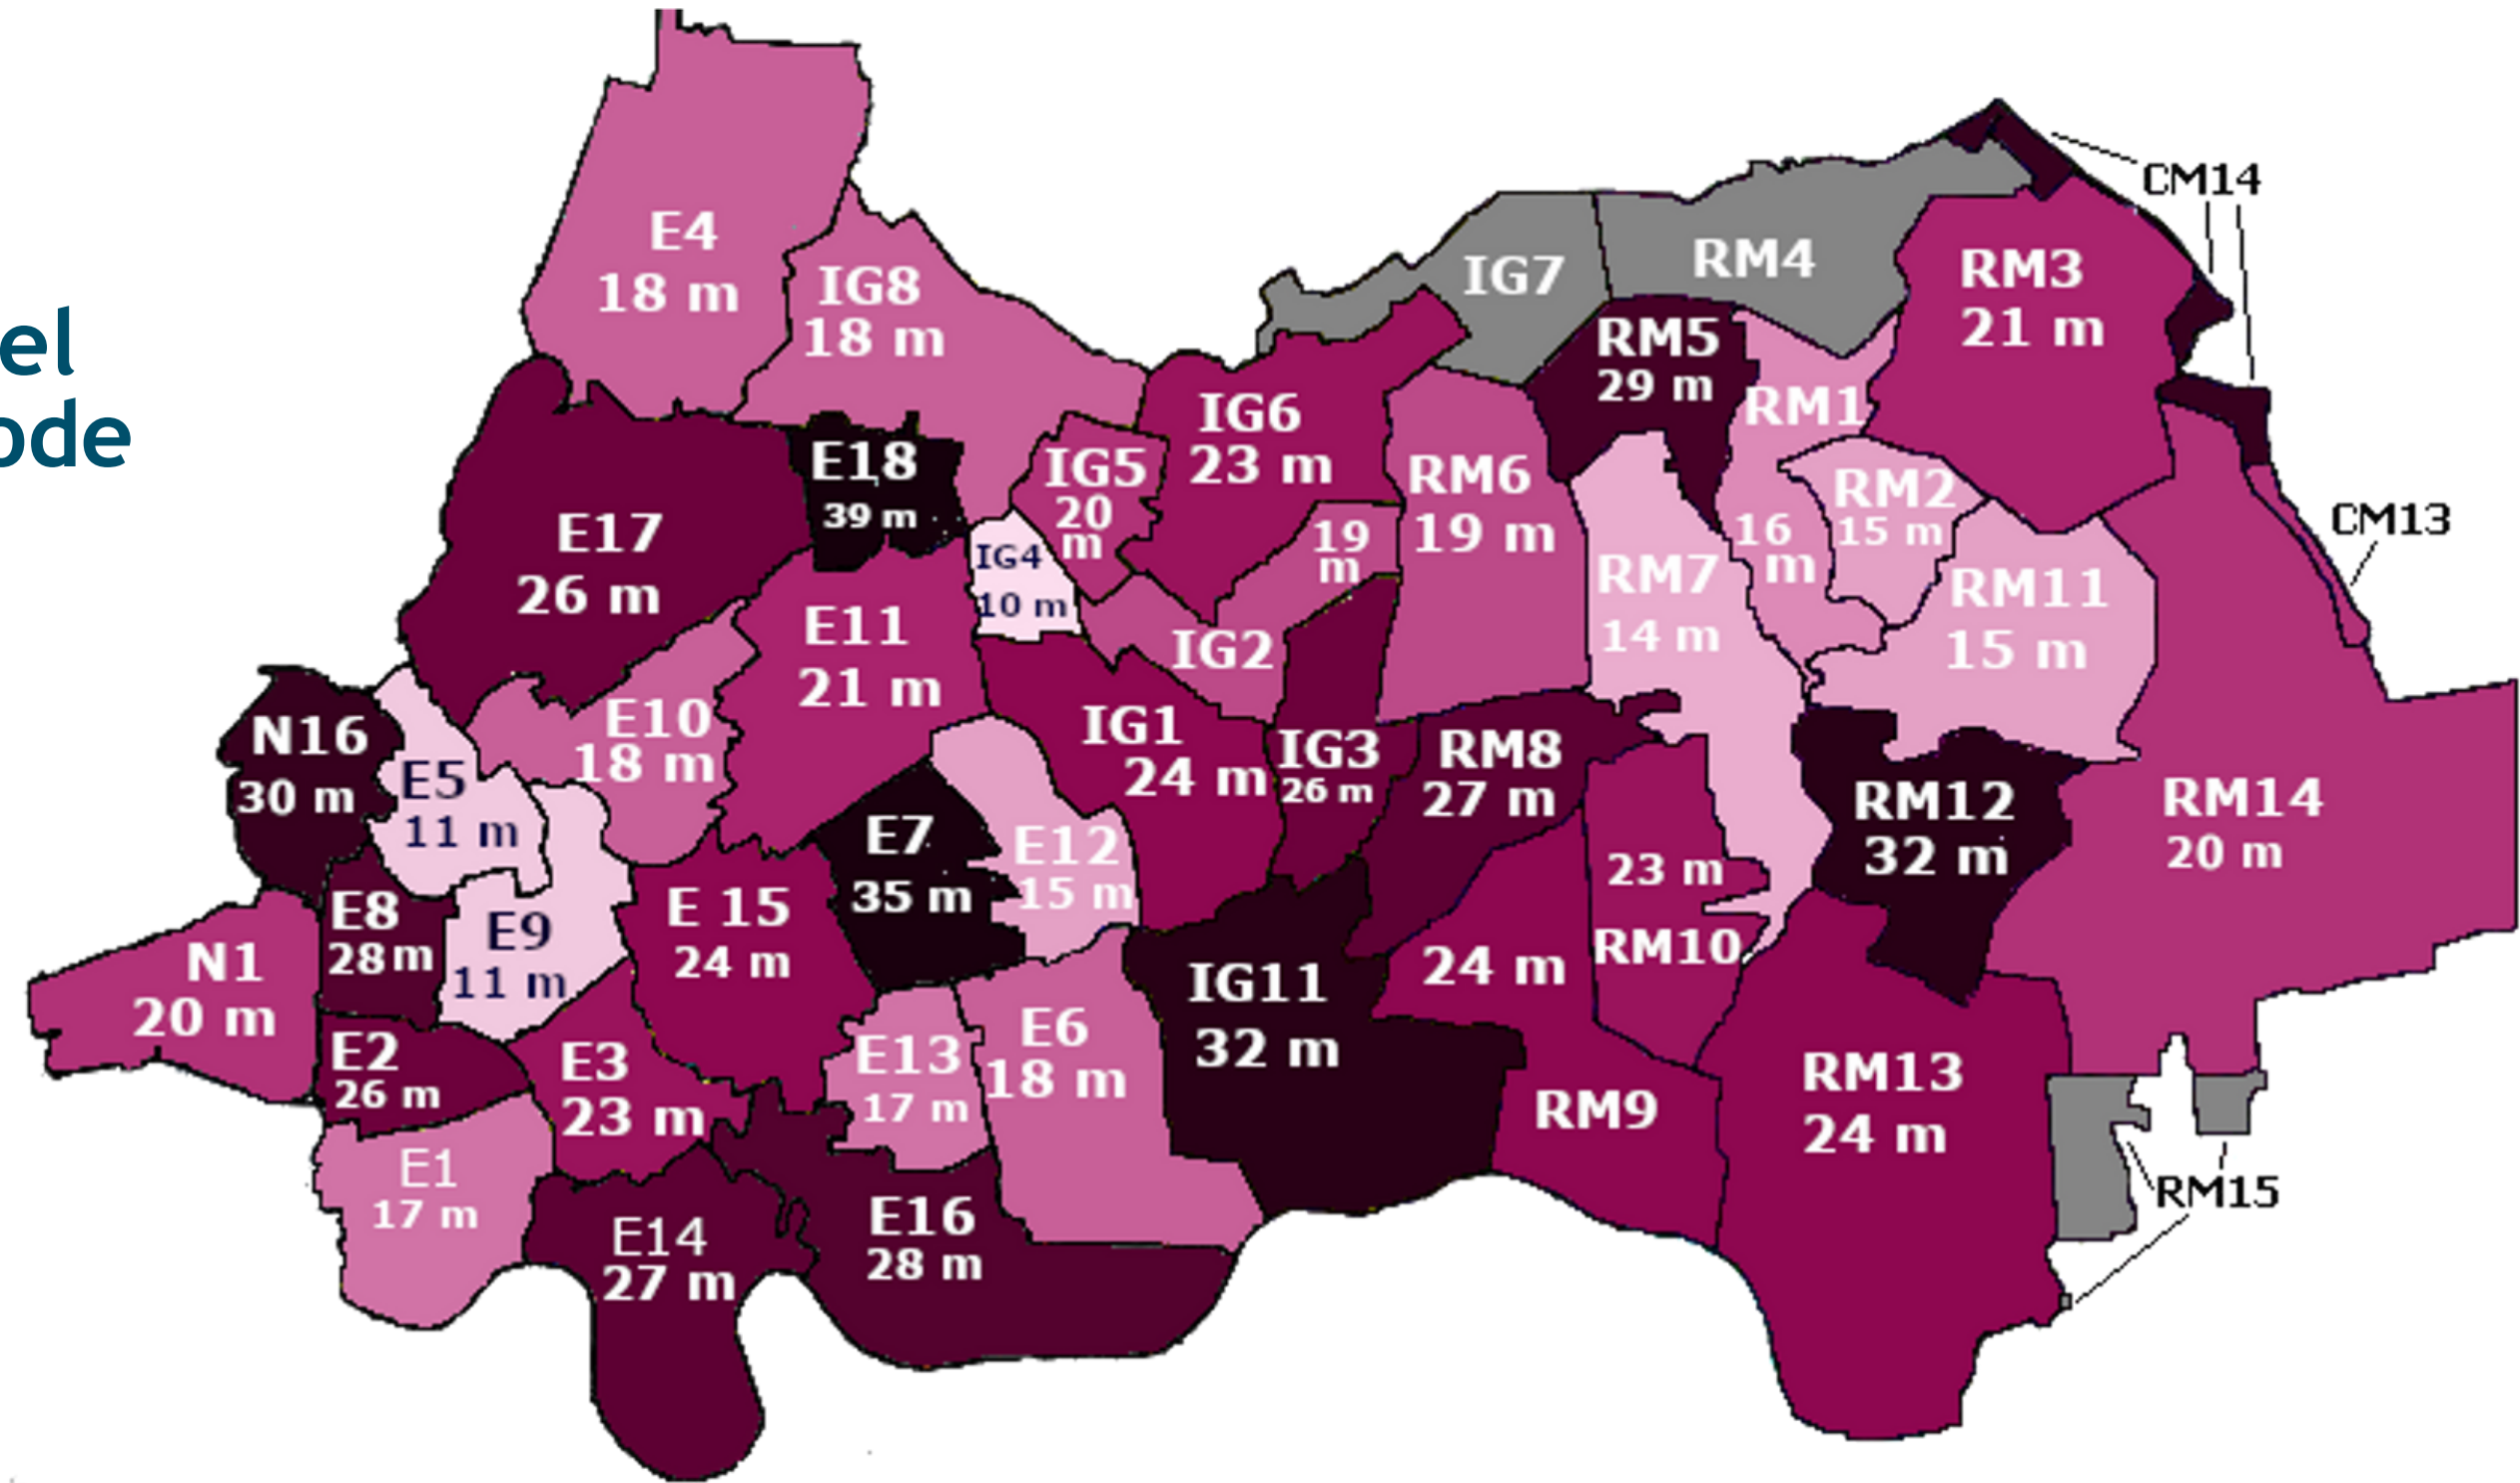 el
ode
E4
18 m
IG8
18 m
IG7
RM4
CM14
RM3
21 m
RM5
29 m
RM1
16
m
E17
26 m
E18
39 m
IG5
20
m
IG6
23 m
RM6
19 m
RM2
15 m
CM13
IG4
10 m
19
m
IG2
RM7
14 m
RM11
15 m
E11
21 m
E10
18 m
N16
30 m
E5
11 m
IG1
24 m
IG3
26 m
RM8
27 m
RM12
32 m
RM14
20 m
E7
35 m
E12
15 m
23 m
RM10
E8
28 m
E9
11 m
E 15
24 m
N1
20 m
IG11
32 m
24 m
RM9
E2
26 m
E3
23 m
E13
17 m
E6
18 m
RM13
24 m
RM15
E1
17 m
E14
27 m
E16
28 m